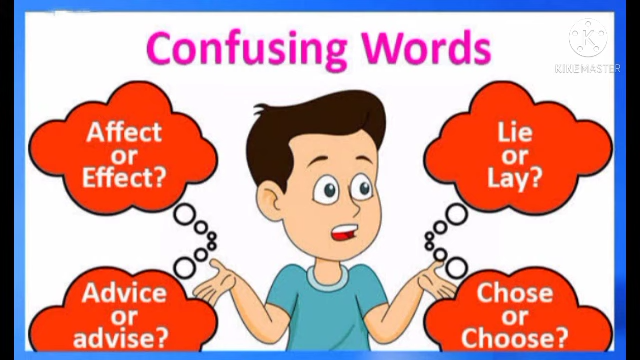 Confusing Words
KINEMASTER
Affect
or
Effect?
Lie
or
Lay?
Advice
or
advise?
Chose
or
Choose?